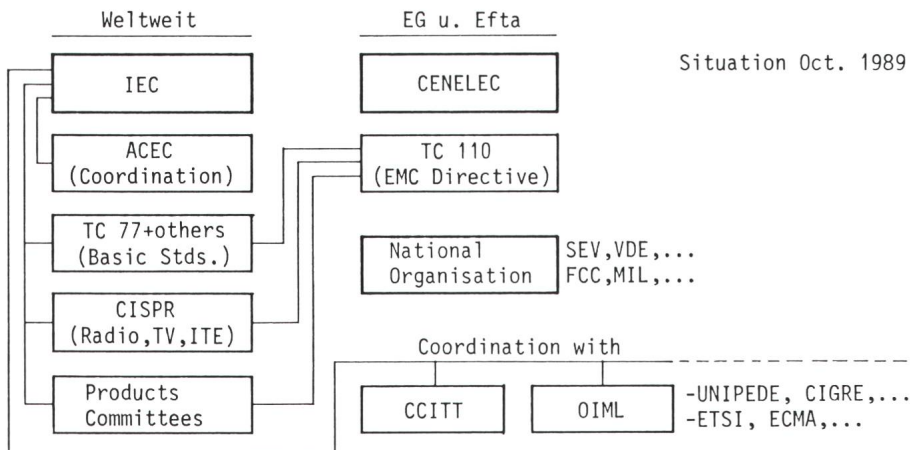 Weltweit
EG u. Efta
Situation Oct. 1989
IEC
CENELEC
ACEC
(Coordination)
TC 110
(EMC Directive)
TC 77+others
(Basic Stds.)
National
Organisation
SEV,VDE,...
FCC,MIL,...
CISPR
(Radio,TV,ITE)
Coordination with
Products
Committees
CCITT
OIML
-UNIPEDE, CIGRE,...
-ETSI, ECMA,...